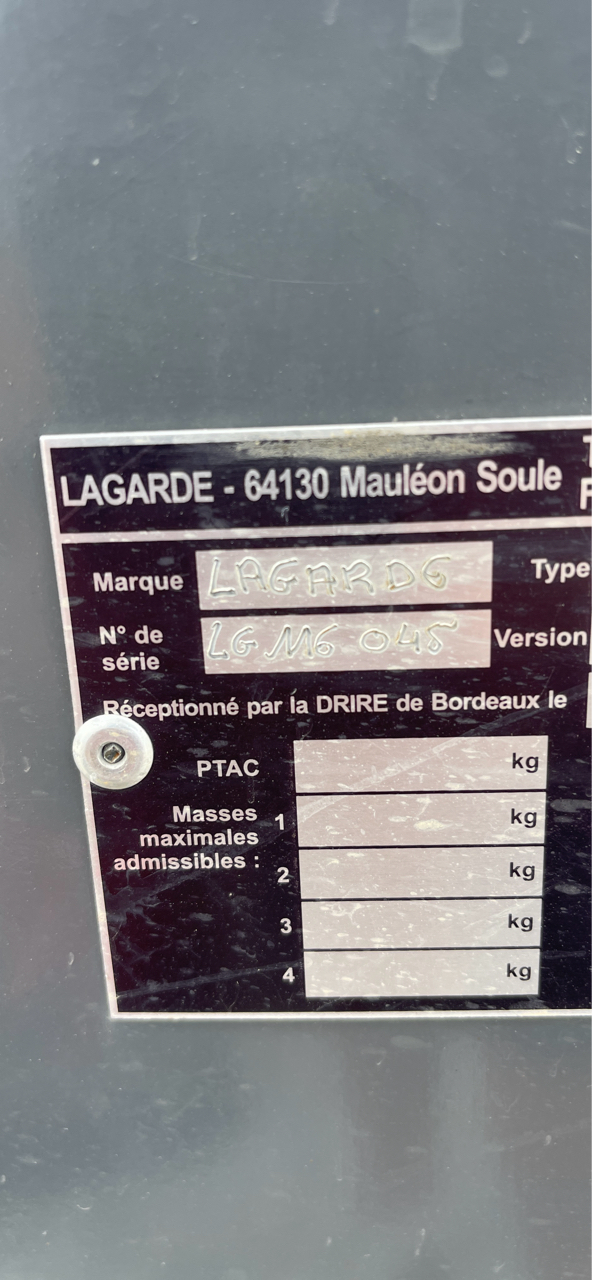 LAGARDE - 64130 Mauléon Soule
Marque LAGARDE Type
N° de série LGM6 045 Version
Réceptionné par la DRIRE de Bordeaux le
PTAC kg
Masses maximales admissibles : 1 kg
2 kg
3 kg
4 kg